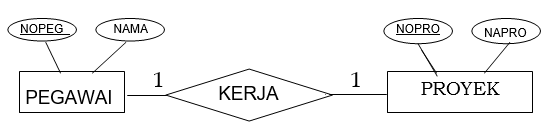 NOPEG NAMA NOPRO NAPRO
1 1
PEGAWAI KERJA PROYEK